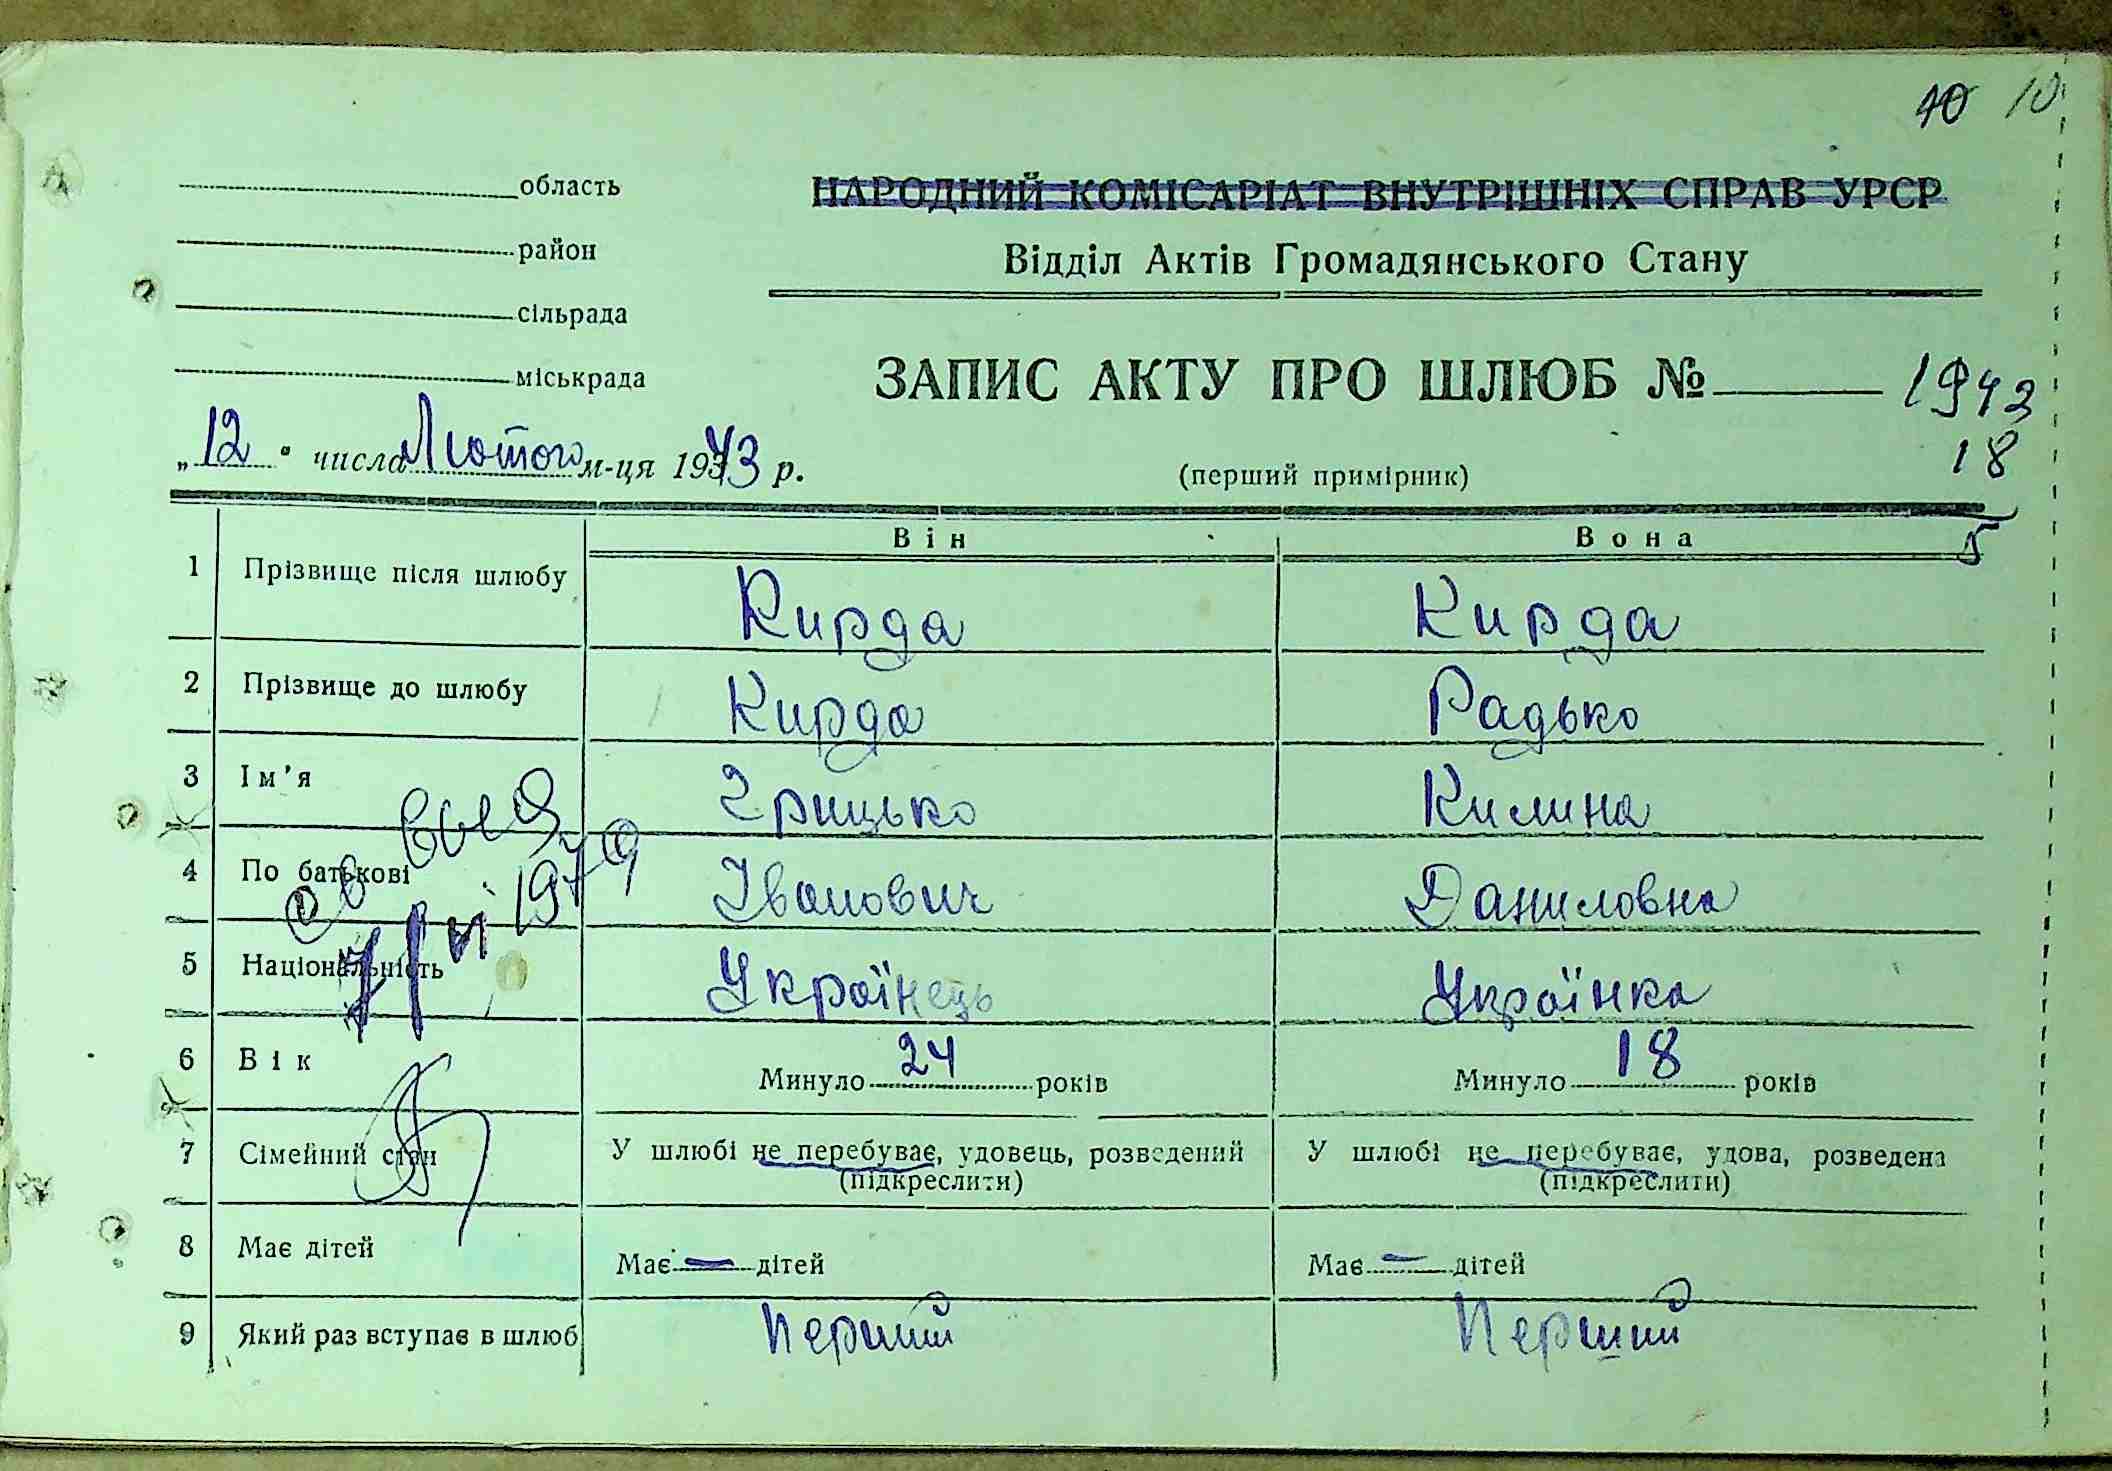 10 10
область
НАРОДНИЙ КОМІСАРІАТ ВНУТРІШНІХ СПРАВ УРСР
район
Відділ Актів Громадянського Стану
сільрада
міськрада
ЗАПИС АКТУ ПРО ШЛЮБ № 1943
„12" числа Лютого м-ця 1943 р.
(перший примірник)
18
5
Він Вона
1 Прізвище після шлюбу Кирда Кирда
2 Прізвище до шлюбу Кирда Радько
3 Ім'я Грицько Килина
4 По батькові Іванович Даниловна
1979
5 Національність Українець Українка
6 Вік Минуло 24 років Минуло 18 років
7 Сімейний стан У шлюбі не перебуває, удовець, розведений У шлюбі не перебуває, удова, розведена
(підкреслити) (підкреслити)
8 Має дітей Має — дітей Має — дітей
9 Який раз вступає в шлюб Перший Перший